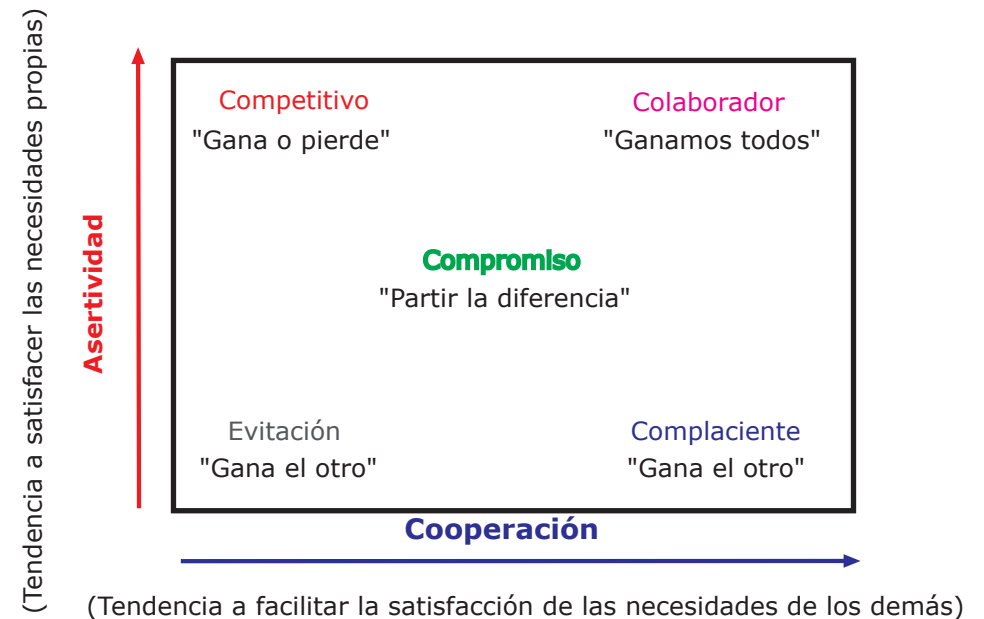 (Tendencia a satisfacer las necesidades propias)
Asertividad
Competitivo
"Gana o pierde"
Colaborador
"Ganamos todos"
Compromiso
"Partir la diferencia"
Evitación
"Gana el otro"
Complaciente
"Gana el otro"
Cooperación
(Tendencia a facilitar la satisfacción de las necesidades de los demás)